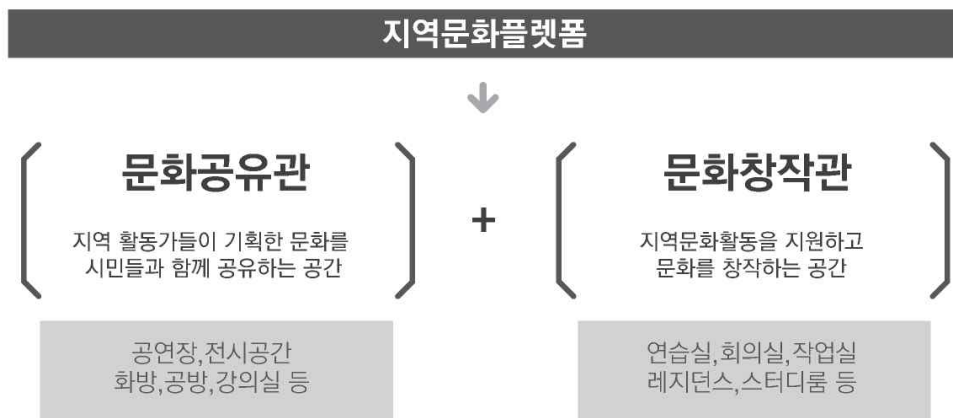 지역문화플렛폼
문화공유관
지역 활동가들이 기획한 문화를
시민들과 함께 공유하는 공간
공연장,전시공간
화방,공방,강의실 등
+
문화창작관
지역문화활동을 지원하고
문화를 창작하는 공간
연습실,회의실,작업실
레지던스,스터디룸 등